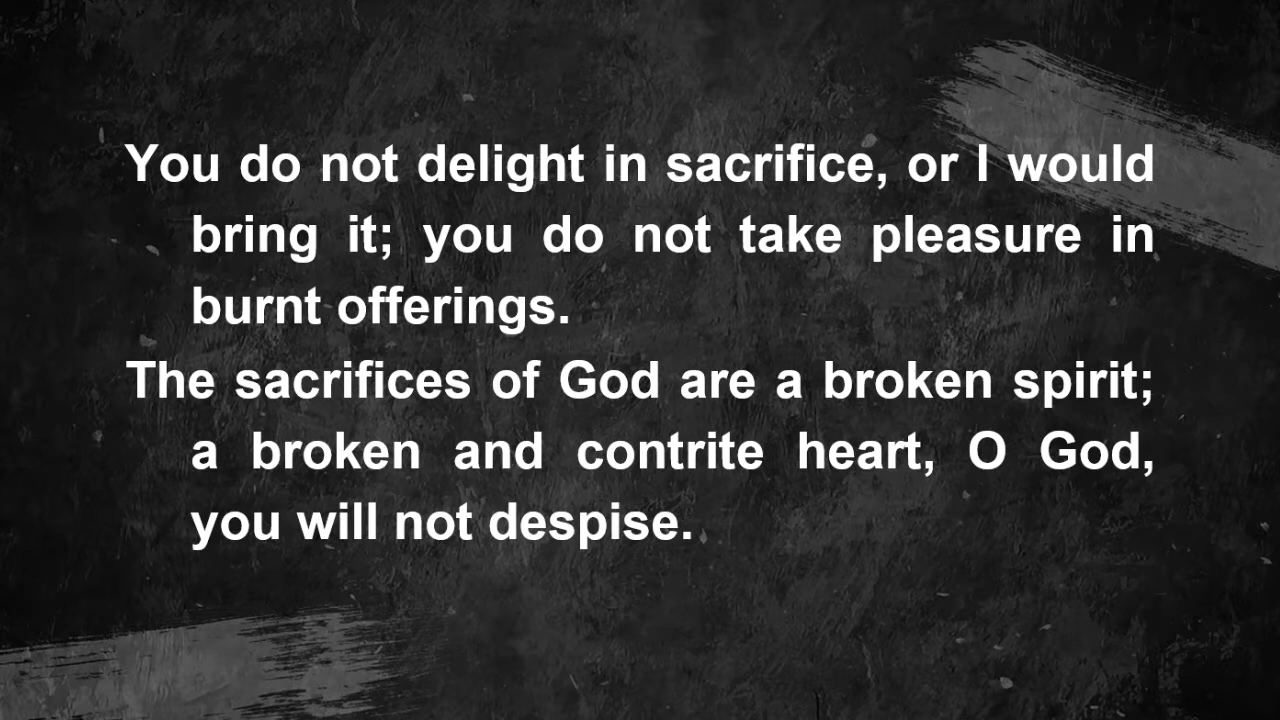 You do not delight in sacrifice, or I would
bring it; you do not take pleasure in
burnt offerings.
The sacrifices of God are a broken spirit;
a broken and contrite heart, O God,
you will not despise.